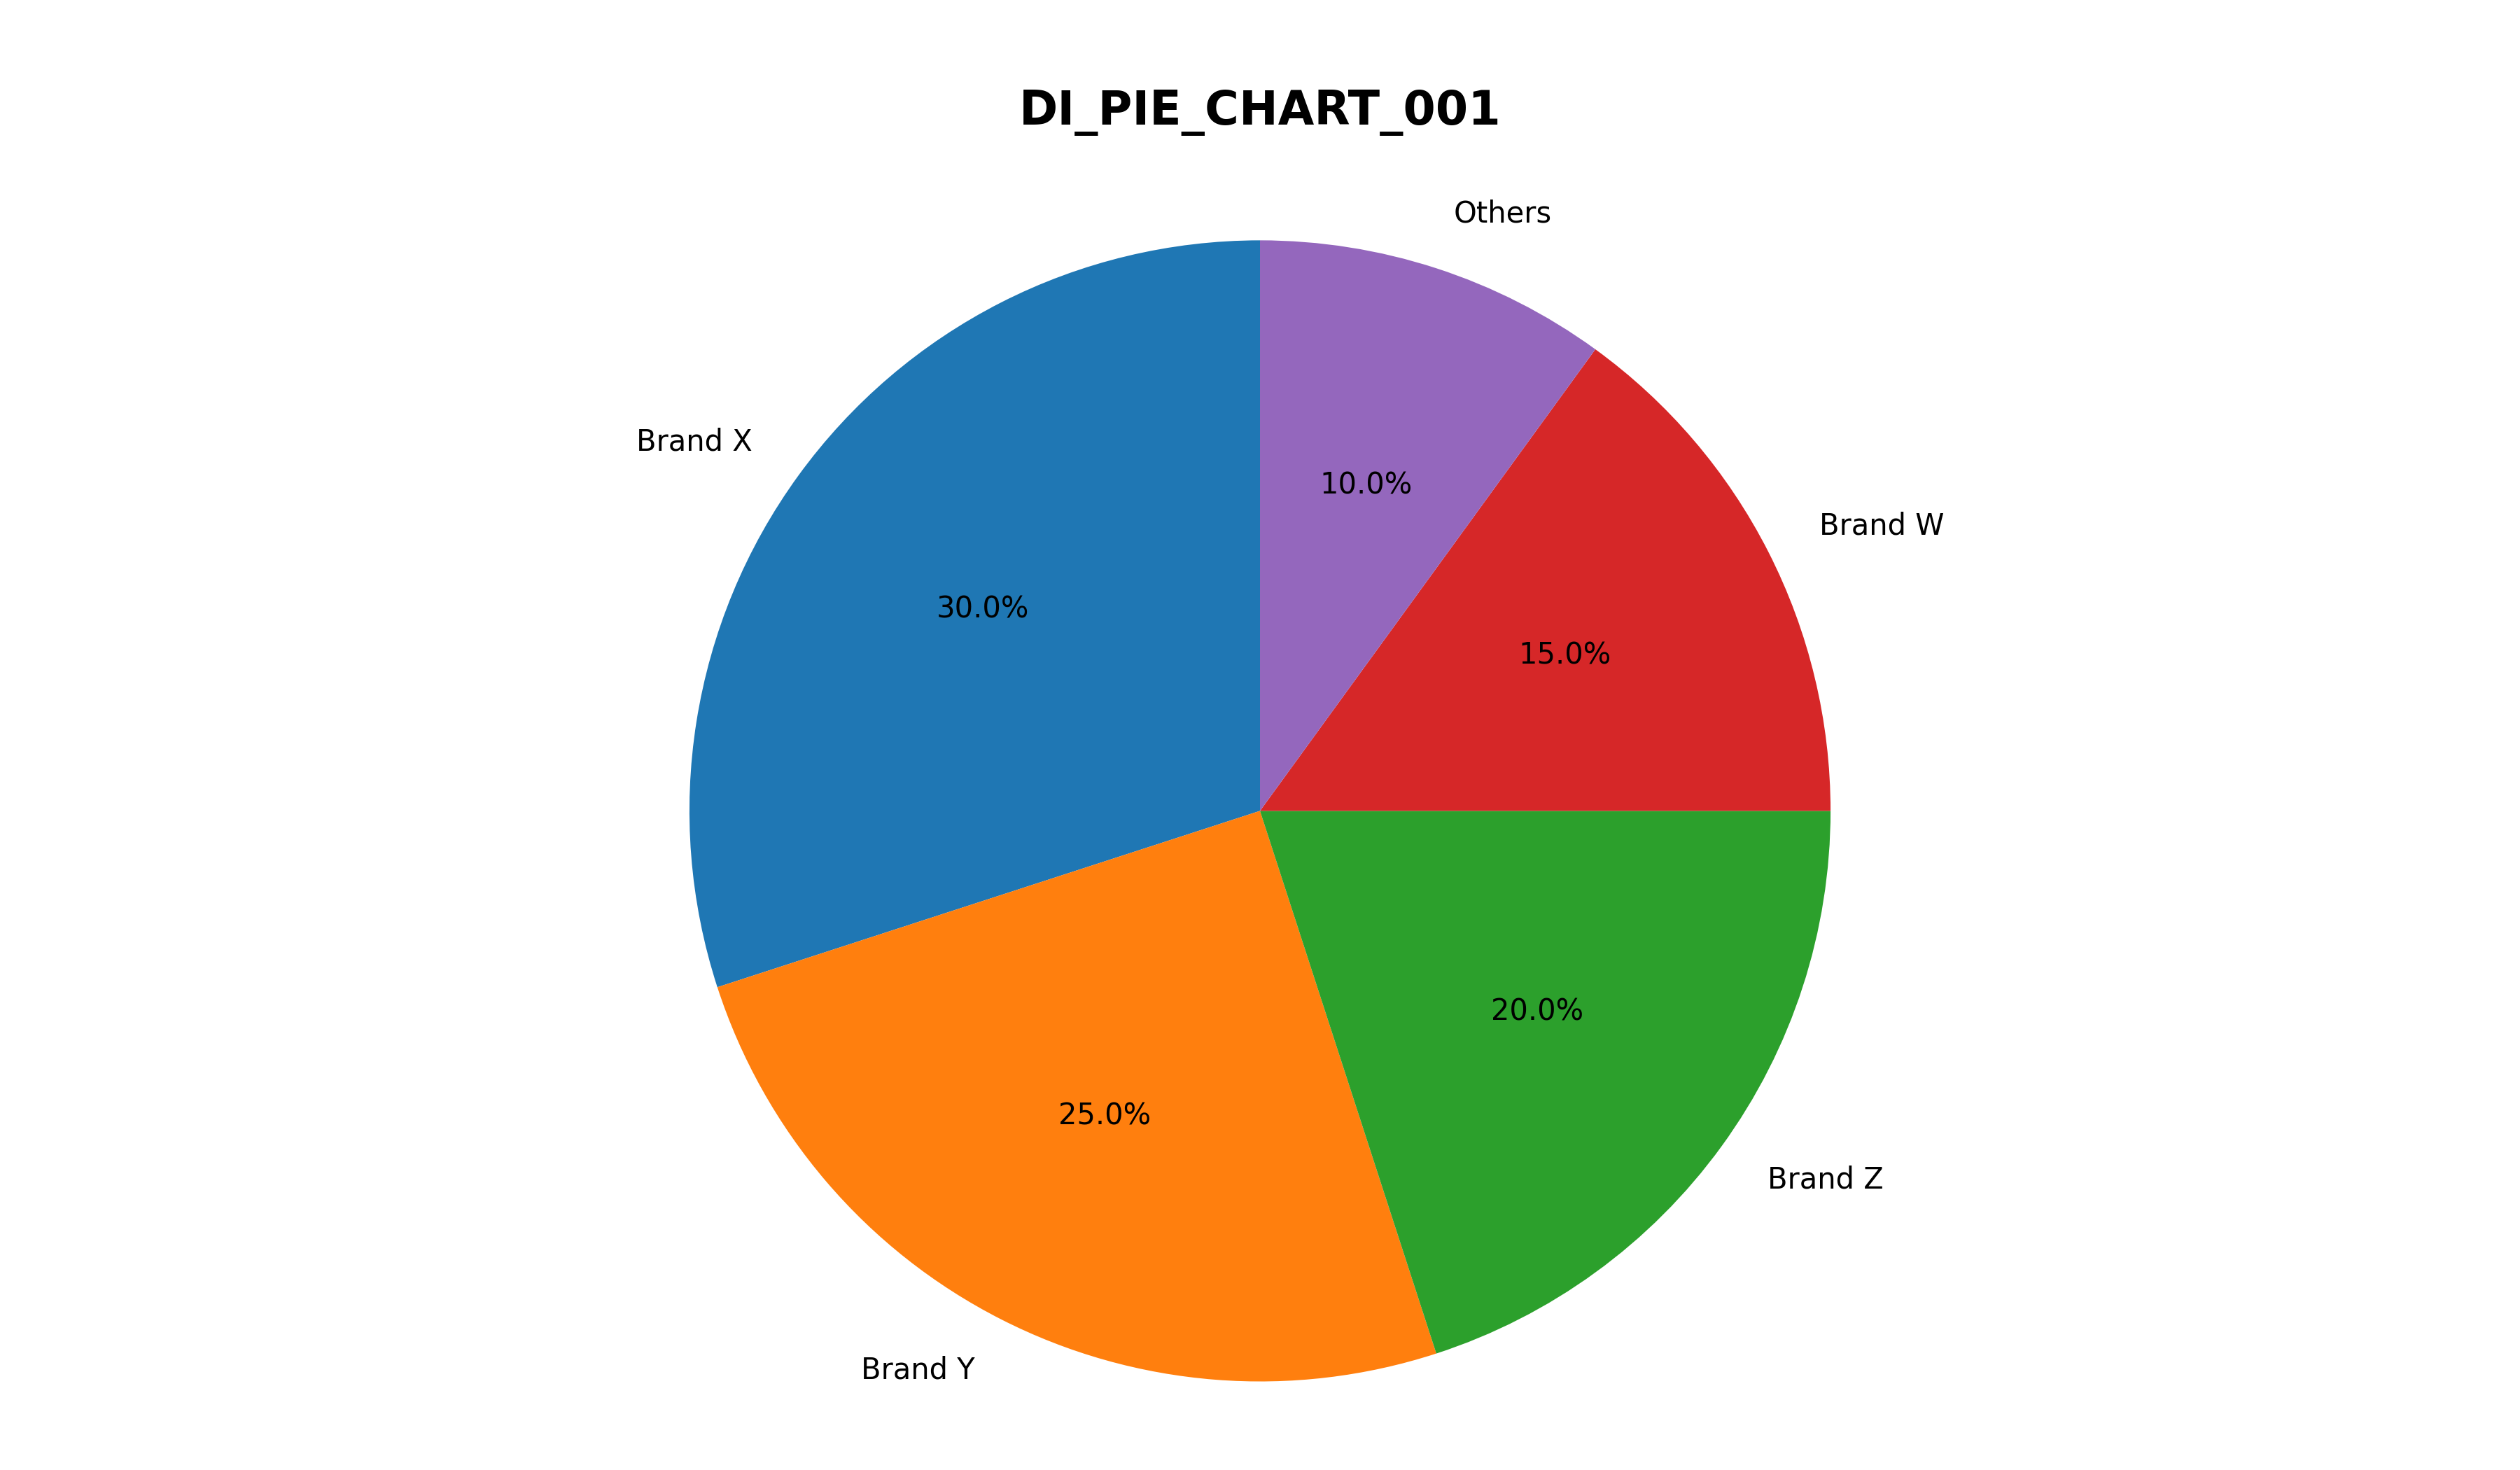 DI_PIE_CHART_001
Others
Brand X
10.0%
Brand W
30.0%
15.0%
20.0%
25.0%
Brand Z
Brand Y